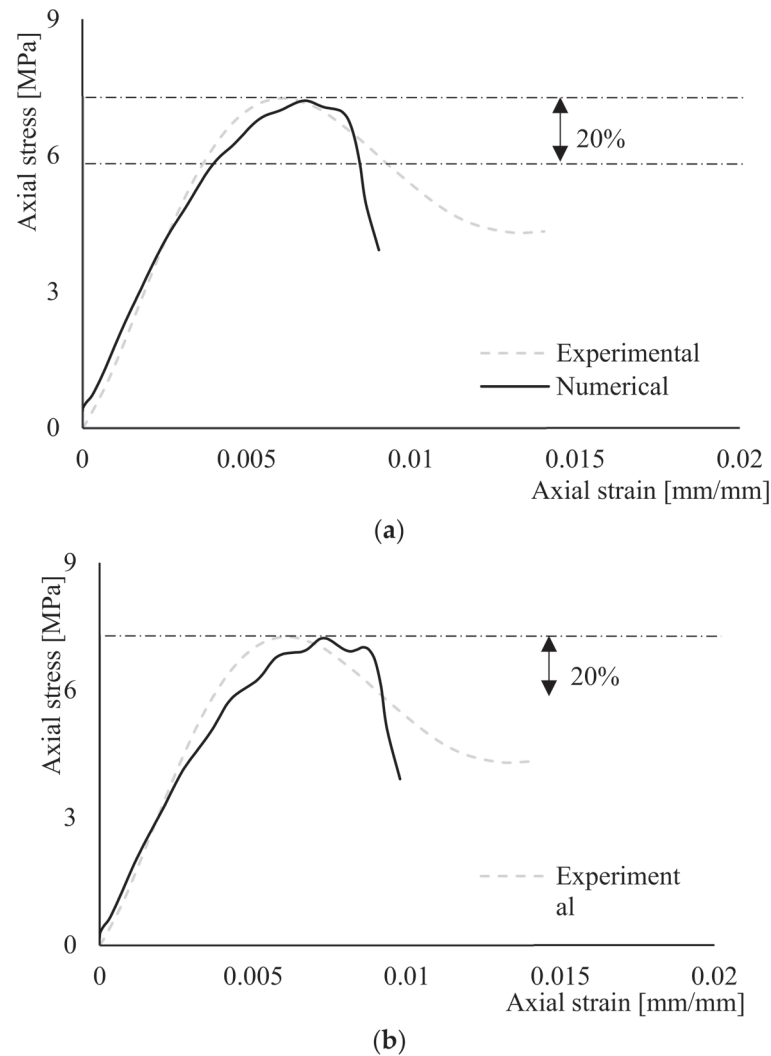 9
Axial stress [MPa]
20%
6
3
Experimental
Numerical
0
0 0.005 0.01 0.015 0.02
Axial strain [mm/mm]
(a)
9
Axial stress [MPa]
20%
6
3
Experiment
al
0
0 0.005 0.01 0.015 0.02
Axial strain [mm/mm]
(b)